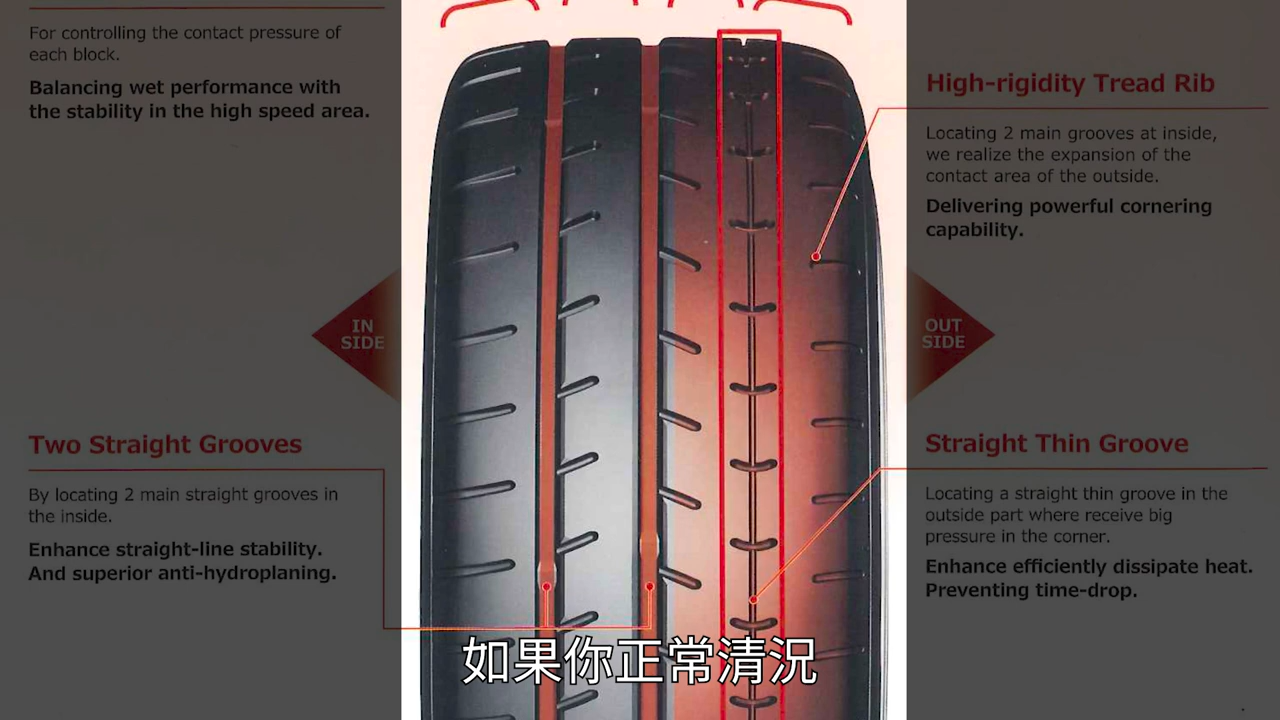 For controlling the contact pressure of
each block.
Balancing wet performance with
the stability in the high speed area.
IN
SIDE
Two Straight Grooves
By locating 2 main straight grooves in
the inside.
Enhance straight-line stability.
And superior anti-hydroplaning.
High-rigidity Tread Rib
Locating 2 main grooves at inside,
we realize the expansion of the
contact area of the outside.
Delivering powerful cornering
capability.
OUT
SIDE
Straight Thin Groove
Locating a straight thin groove in the
outside part where receive big
pressure in the corner.
Enhance efficiently dissipate heat.
Preventing time-drop.
如果你正常清況